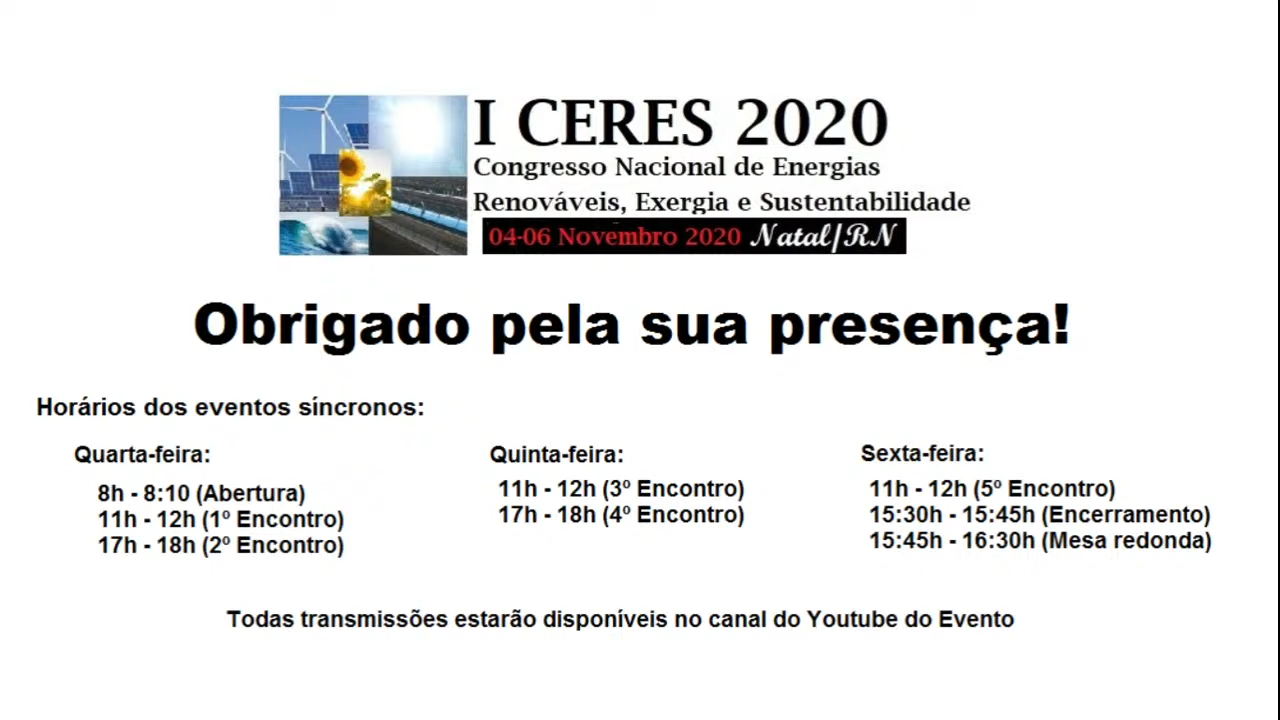 I CERES 2020
Congresso Nacional de Energias
Renováveis, Exergia e Sustentabilidade
04-06 Novembro 2020 Natal/RN
Obrigado pela sua presença!
Horários dos eventos síncronos:
Quarta-feira:
8h - 8:10 (Abertura)
11h - 12h (1º Encontro)
17h - 18h (2º Encontro)
Quinta-feira:
11h - 12h (3º Encontro)
17h - 18h (4º Encontro)
Sexta-feira:
11h - 12h (5º Encontro)
15:30h - 15:45h (Encerramento)
15:45h - 16:30h (Mesa redonda)
Todas transmissões estarão disponíveis no canal do Youtube do Evento